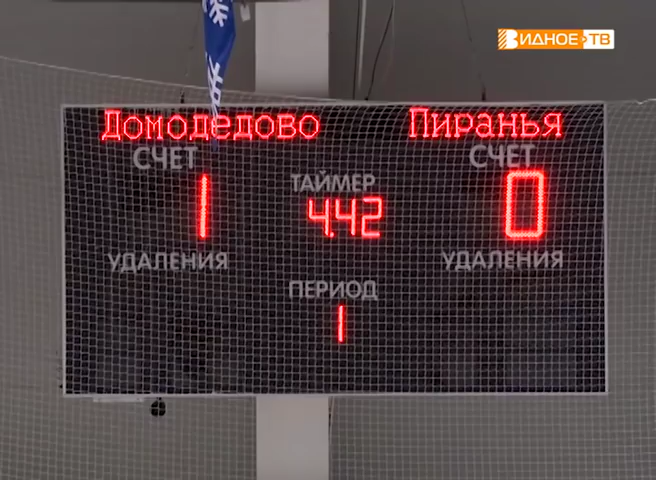 ВИДНОЕ ТВ
Домодедово Пиранья
СЧЕТ СЧЕТ
1 ТАЙМЕР 0
4.42
УДАЛЕНИЯ УДАЛЕНИЯ
ПЕРИОД
1